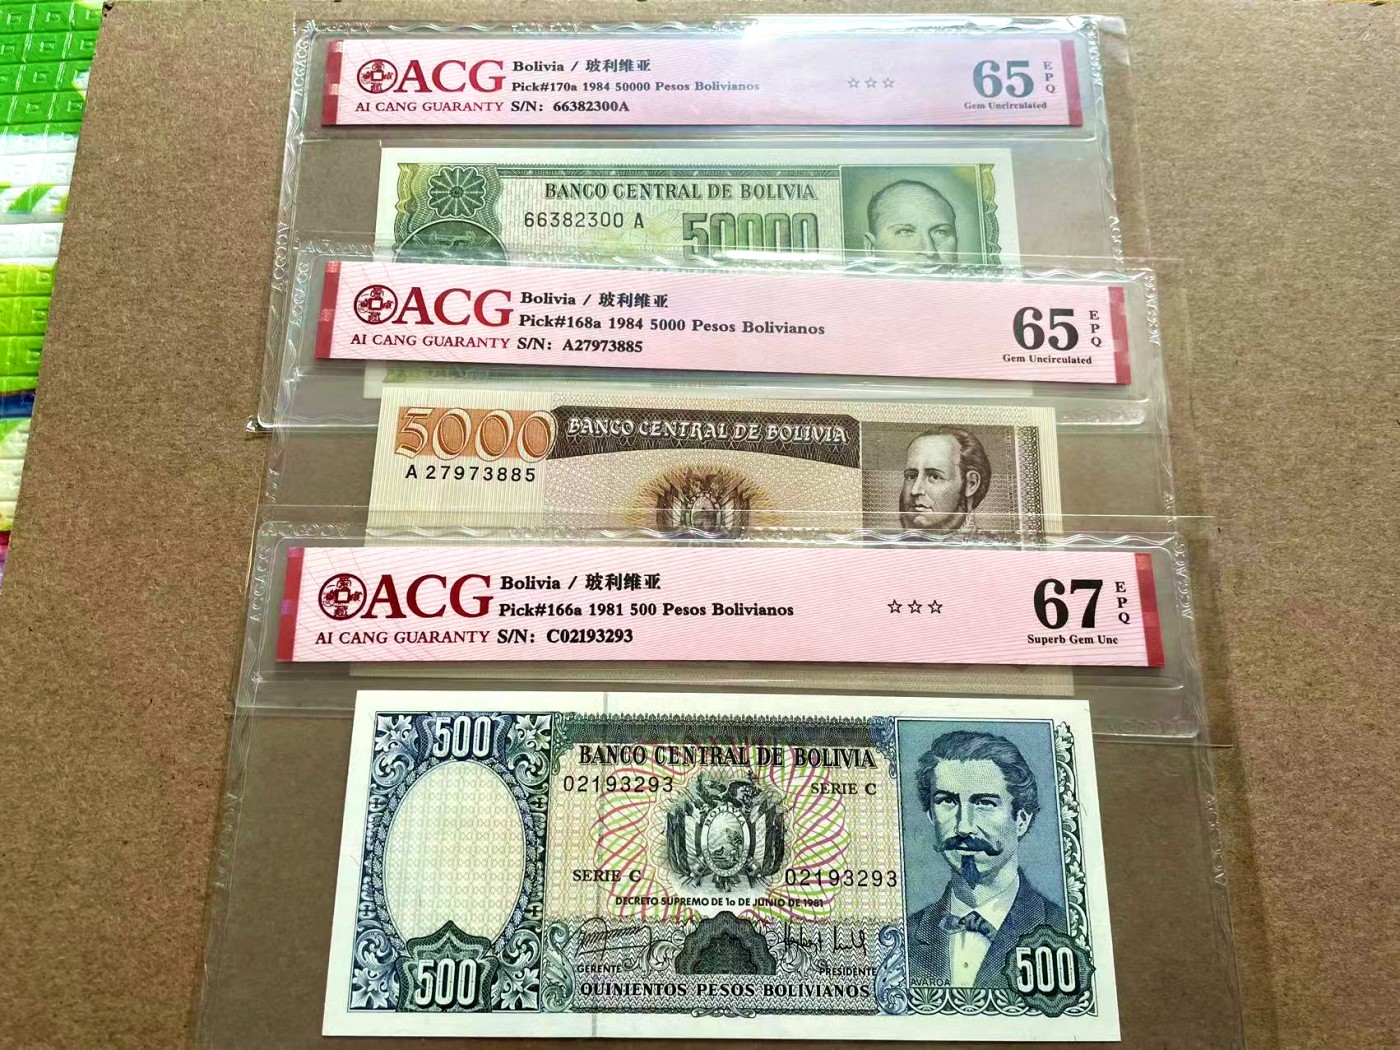 ACG
AI CANG GUARANTY
Bolivia / 玻利维亚
Pick#170a 1984 50000 Pesos Bolivianos
S/N: 66382300A
☆☆☆
65
EPQ
Gem Uncirculated
BANCO CENTRAL DE BOLIVIA
66382300 A
50000
ACG
AI CANG GUARANTY
Bolivia / 玻利维亚
Pick#168a 1984 5000 Pesos Bolivianos
S/N: A27973885
65
EPQ
Gem Uncirculated
5000
BANCO CENTRAL DE BOLIVIA
A 27973885
ACG
AI CANG GUARANTY
Bolivia / 玻利维亚
Pick#166a 1981 500 Pesos Bolivianos
S/N: C02193293
☆☆☆
67
EPQ
Superb Gem Unc
500
BANCO CENTRAL DE BOLIVIA
02193293
SERIE C
BOLIVIA
SERIE C
02193293
DECRETO SUPREMO DE 1o DE JUNIO DE 1981
GERENTE
PRESIDENTE
AVAROA
500
QUINIENTOS PESOS BOLIVIANOS
500